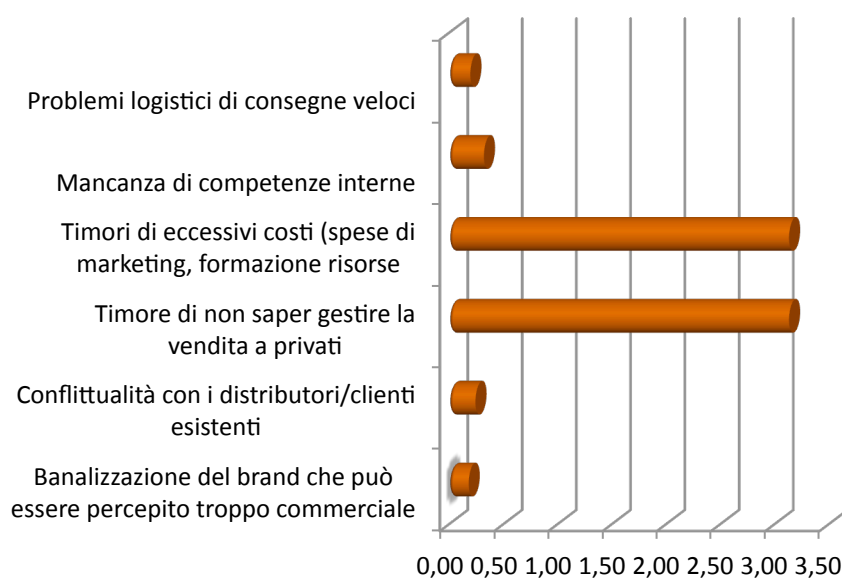 Problemi logistici di consegne veloci
Mancanza di competenze interne
Timori di eccessivi costi (spese di
marketing, formazione risorse
Timore di non saper gestire la
vendita a privati
Conflittualità con i distributori/clienti
esistenti
Banalizzazione del brand che può
essere percepito troppo commerciale
0,00 0,50 1,00 1,50 2,00 2,50 3,00 3,50